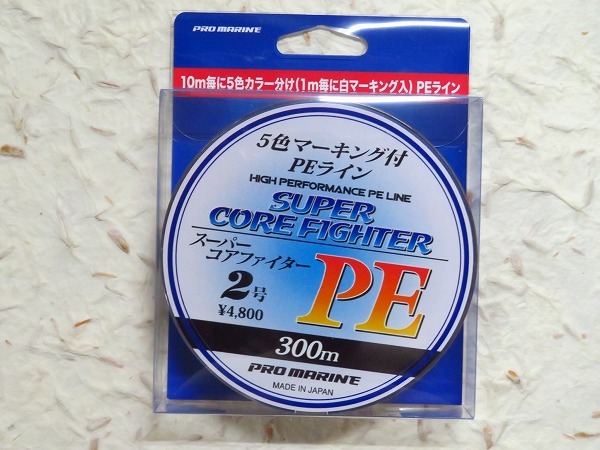 PRO MARINE
10m毎に5色カラー分け(1m毎に白マーキング入) PEライン
5色マーキング付
PEライン
HIGH PERFORMANCE PE LINE
SUPER
CORE FIGHTER
スーパー
コアファイター
PE
2号
¥4,800
300m
PRO MARINE
MADE IN JAPAN